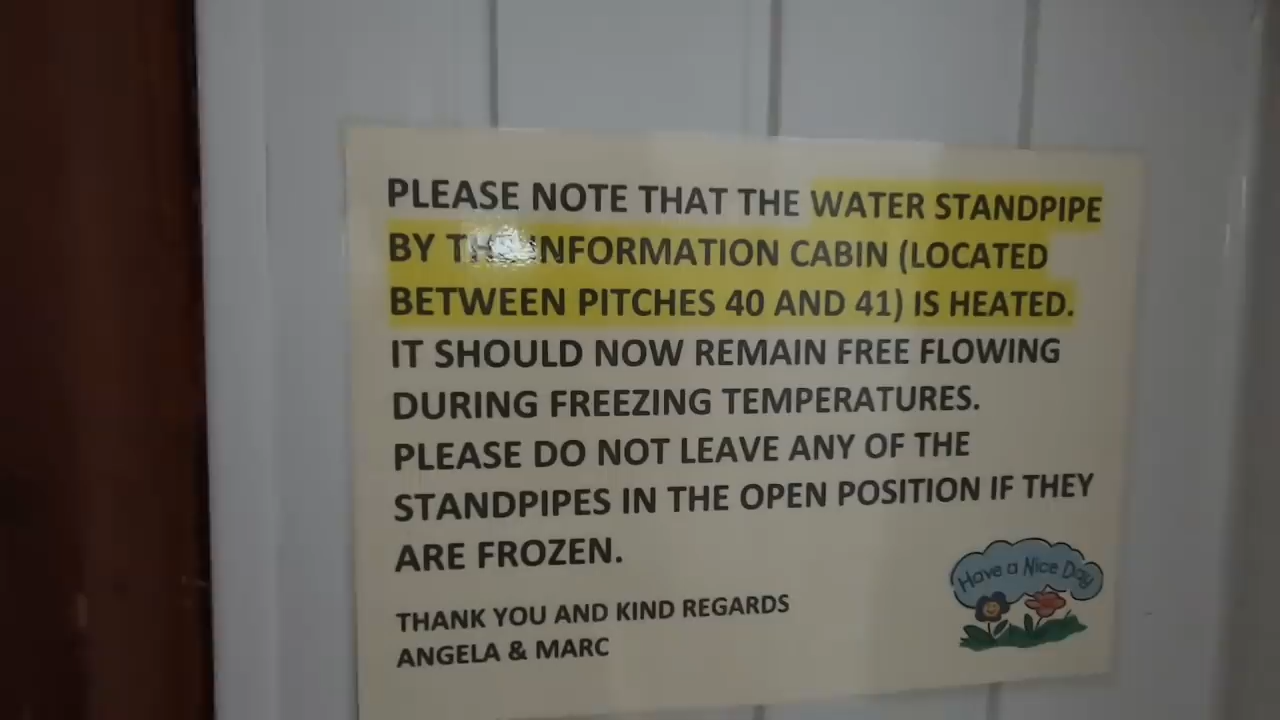 PLEASE NOTE THAT THE WATER STANDPIPE
BY THE INFORMATION CABIN (LOCATED
BETWEEN PITCHES 40 AND 41) IS HEATED.
IT SHOULD NOW REMAIN FREE FLOWING
DURING FREEZING TEMPERATURES.
PLEASE DO NOT LEAVE ANY OF THE
STANDPIPES IN THE OPEN POSITION IF THEY
ARE FROZEN.
Have a Nice Day
THANK YOU AND KIND REGARDS
ANGELA & MARC